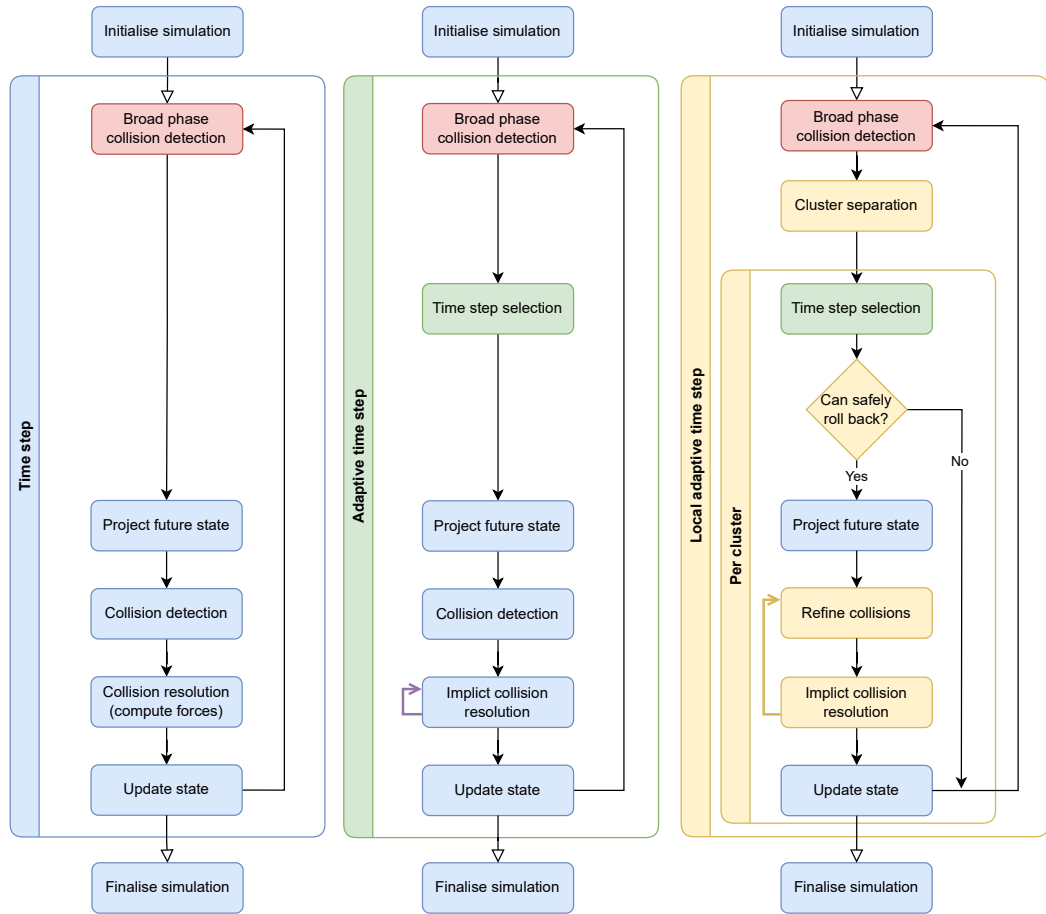 Initialise simulation
Time step
Broad phase
collision detection
Project future state
Collision detection
Collision resolution
(compute forces)
Update state
Finalise simulation
Initialise simulation
Adaptive time step
Broad phase
collision detection
Time step selection
Project future state
Collision detection
Implict collision
resolution
Update state
Finalise simulation
Initialise simulation
Local adaptive time step
Broad phase
collision detection
Cluster separation
Per cluster
Time step selection
Can safely
roll back?
No
Yes
Project future state
Refine collisions
Implict collision
resolution
Update state
Finalise simulation